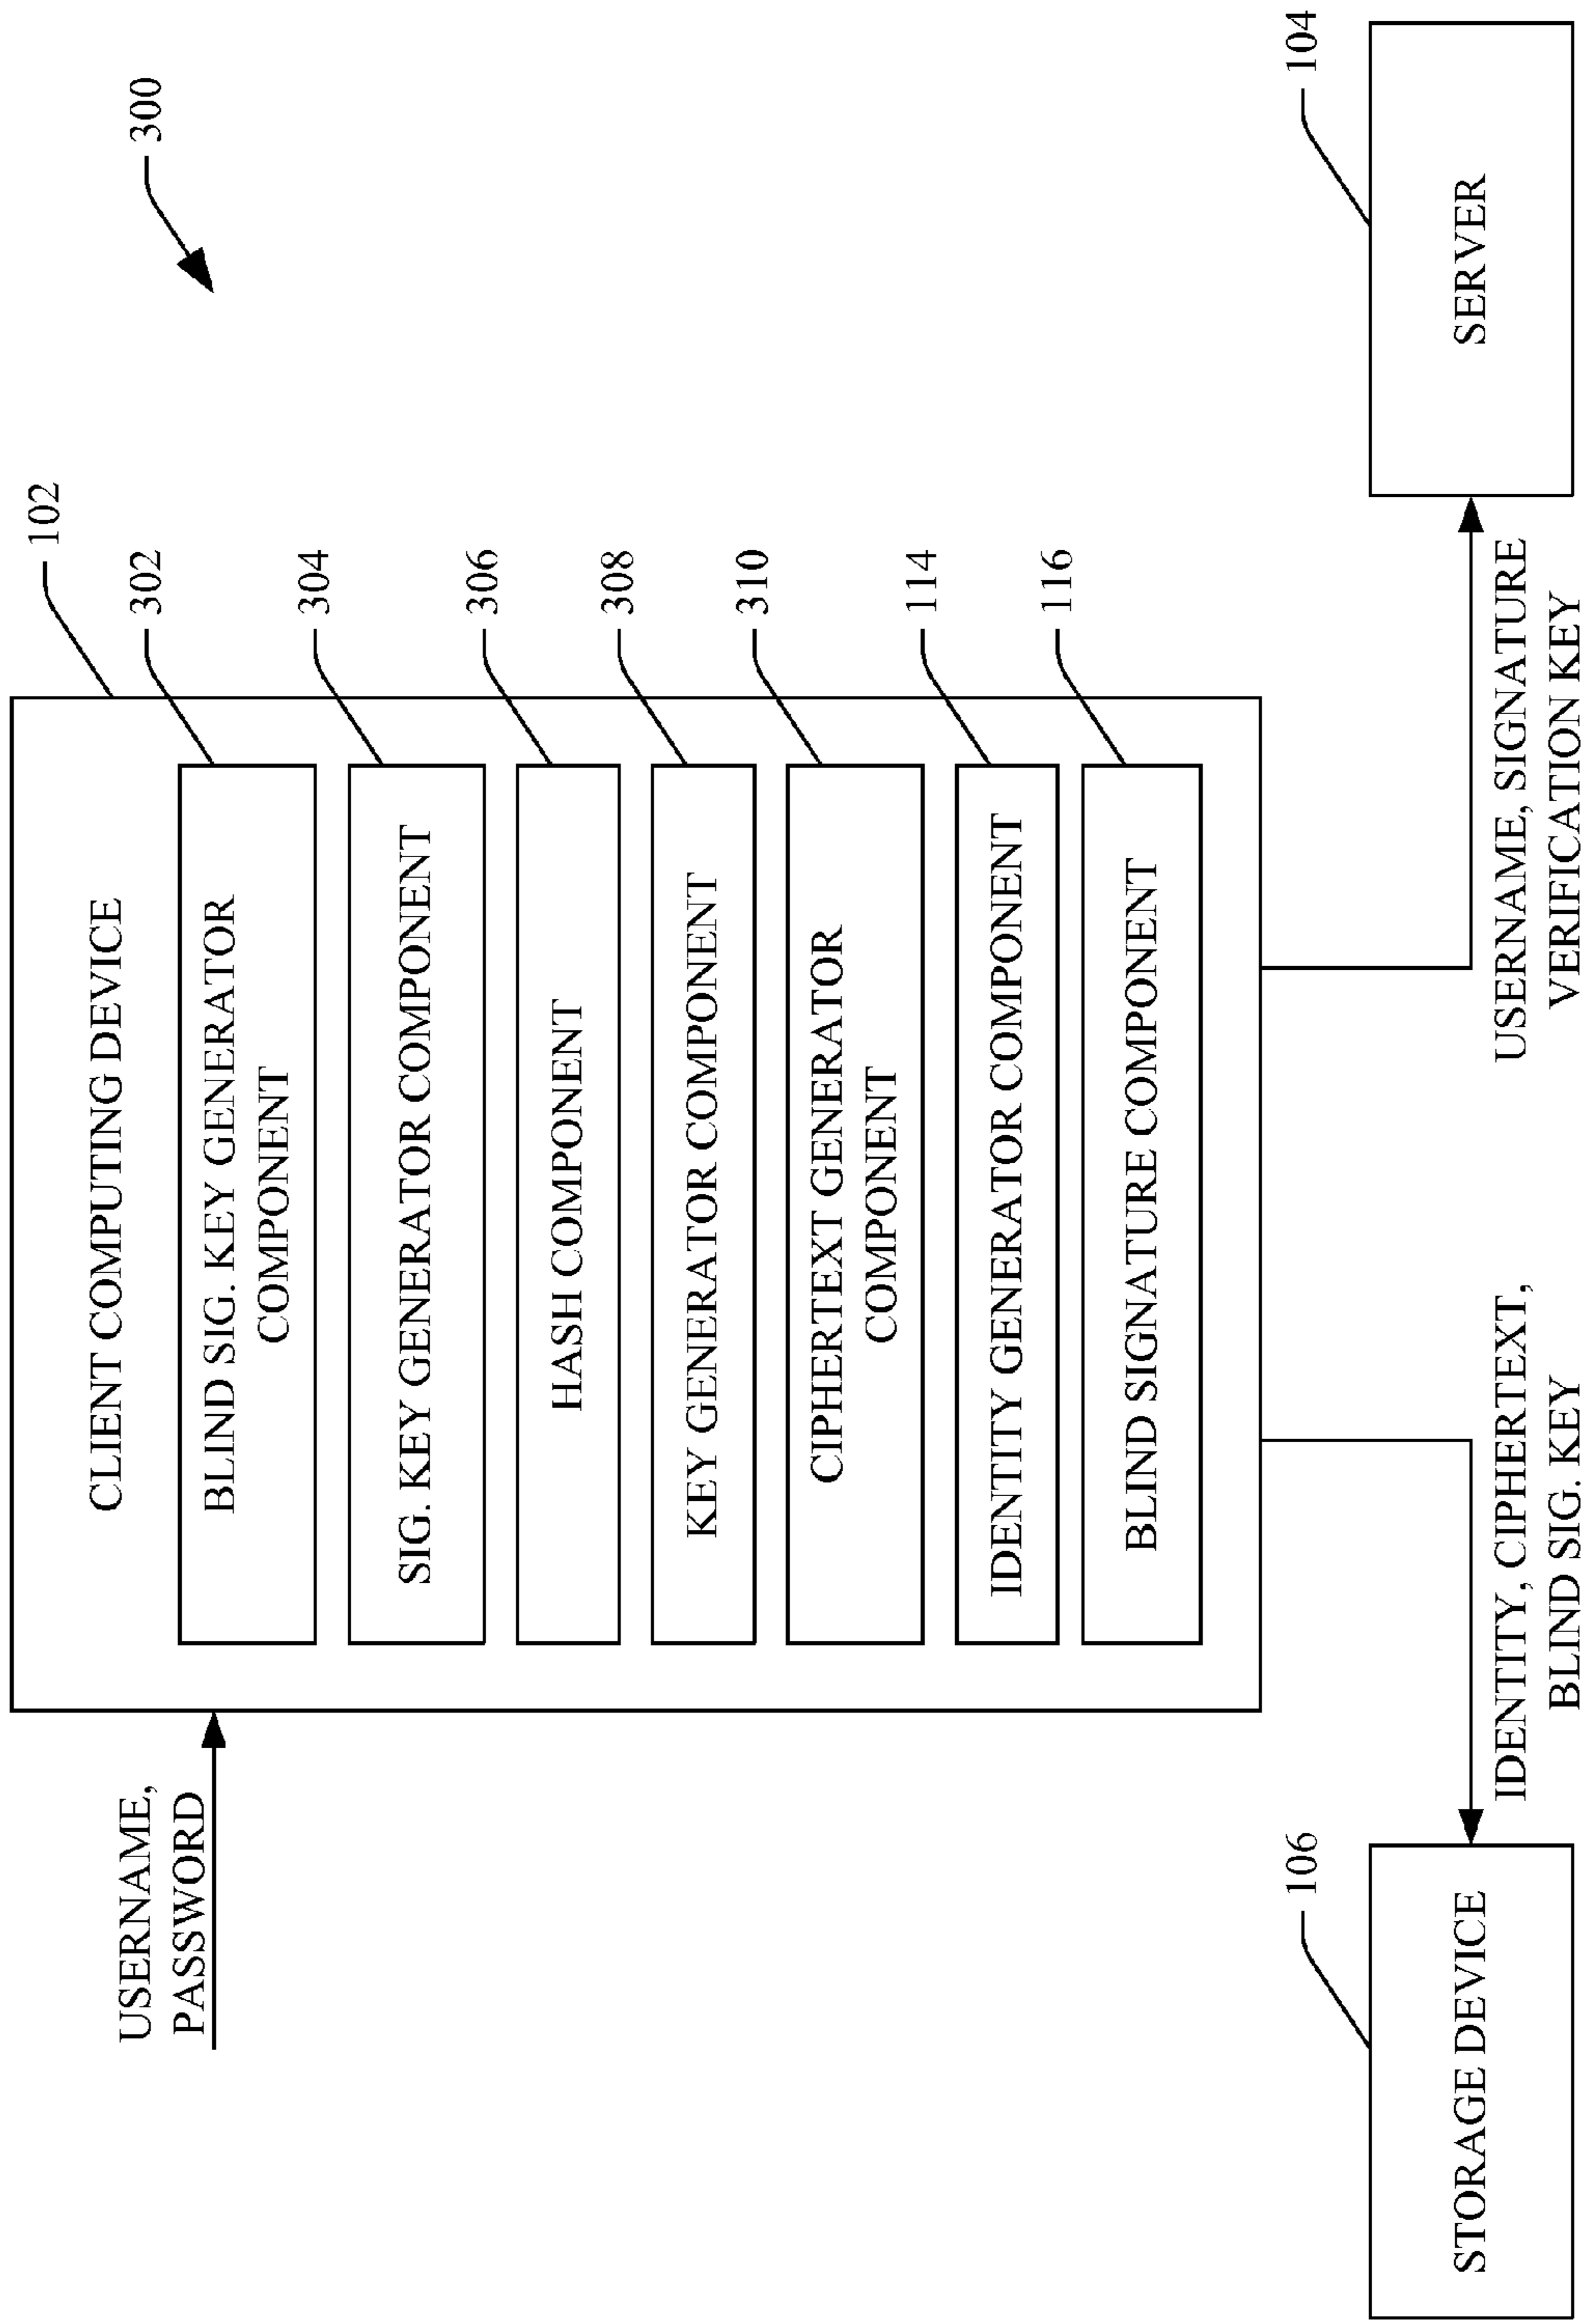 300
102
CLIENT COMPUTING DEVICE
USERNAME,
PASSWORD
302
BLIND SIG. KEY GENERATOR
COMPONENT
304
SIG. KEY GENERATOR COMPONENT
306
HASH COMPONENT
308
KEY GENERATOR COMPONENT
310
CIPHERTEXT GENERATOR
COMPONENT
114
IDENTITY GENERATOR COMPONENT
116
BLIND SIGNATURE COMPONENT
106
STORAGE DEVICE
IDENTITY, CIPHERTEXT,
BLIND SIG. KEY
USERNAME, SIGNATURE
VERIFICATION KEY
104
SERVER